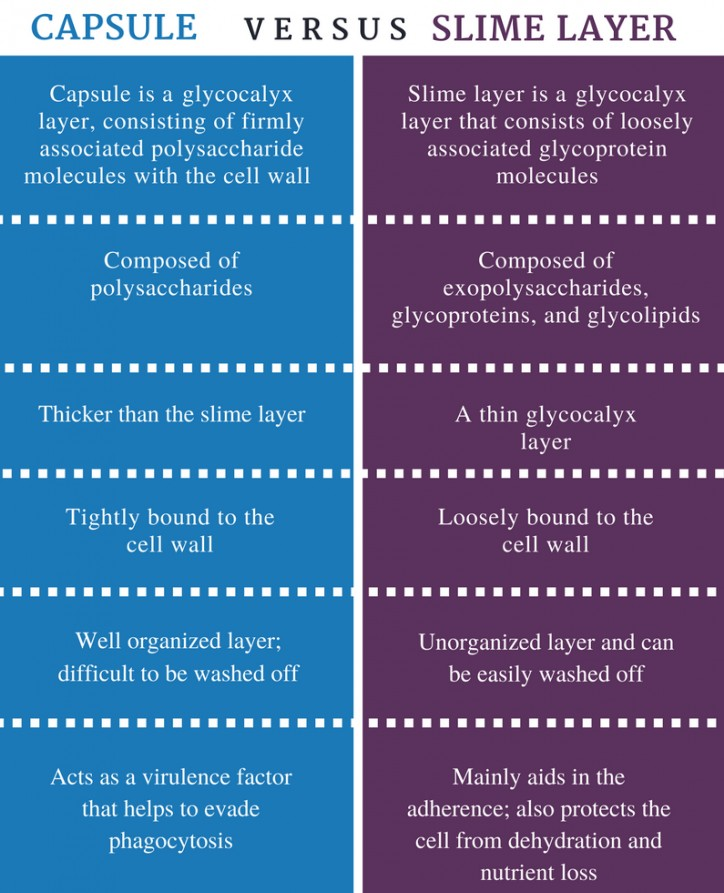 CAPSULE VERSUS SLIME LAYER
Capsule is a glycocalyx
layer, consisting of firmly
associated polysaccharide
molecules with the cell wall
Slime layer is a glycocalyx
layer that consists of loosely
associated glycoprotein
molecules
Composed of
polysaccharides
Composed of
exopolysaccharides,
glycoproteins, and glycolipids
Thicker than the slime layer
A thin glycocalyx
layer
Tightly bound to the
cell wall
Loosely bound to the
cell wall
Well organized layer;
difficult to be washed off
Unorganized layer and can
be easily washed off
Acts as a virulence factor
that helps to evade
phagocytosis
Mainly aids in the
adherence; also protects the
cell from dehydration and
nutrient loss